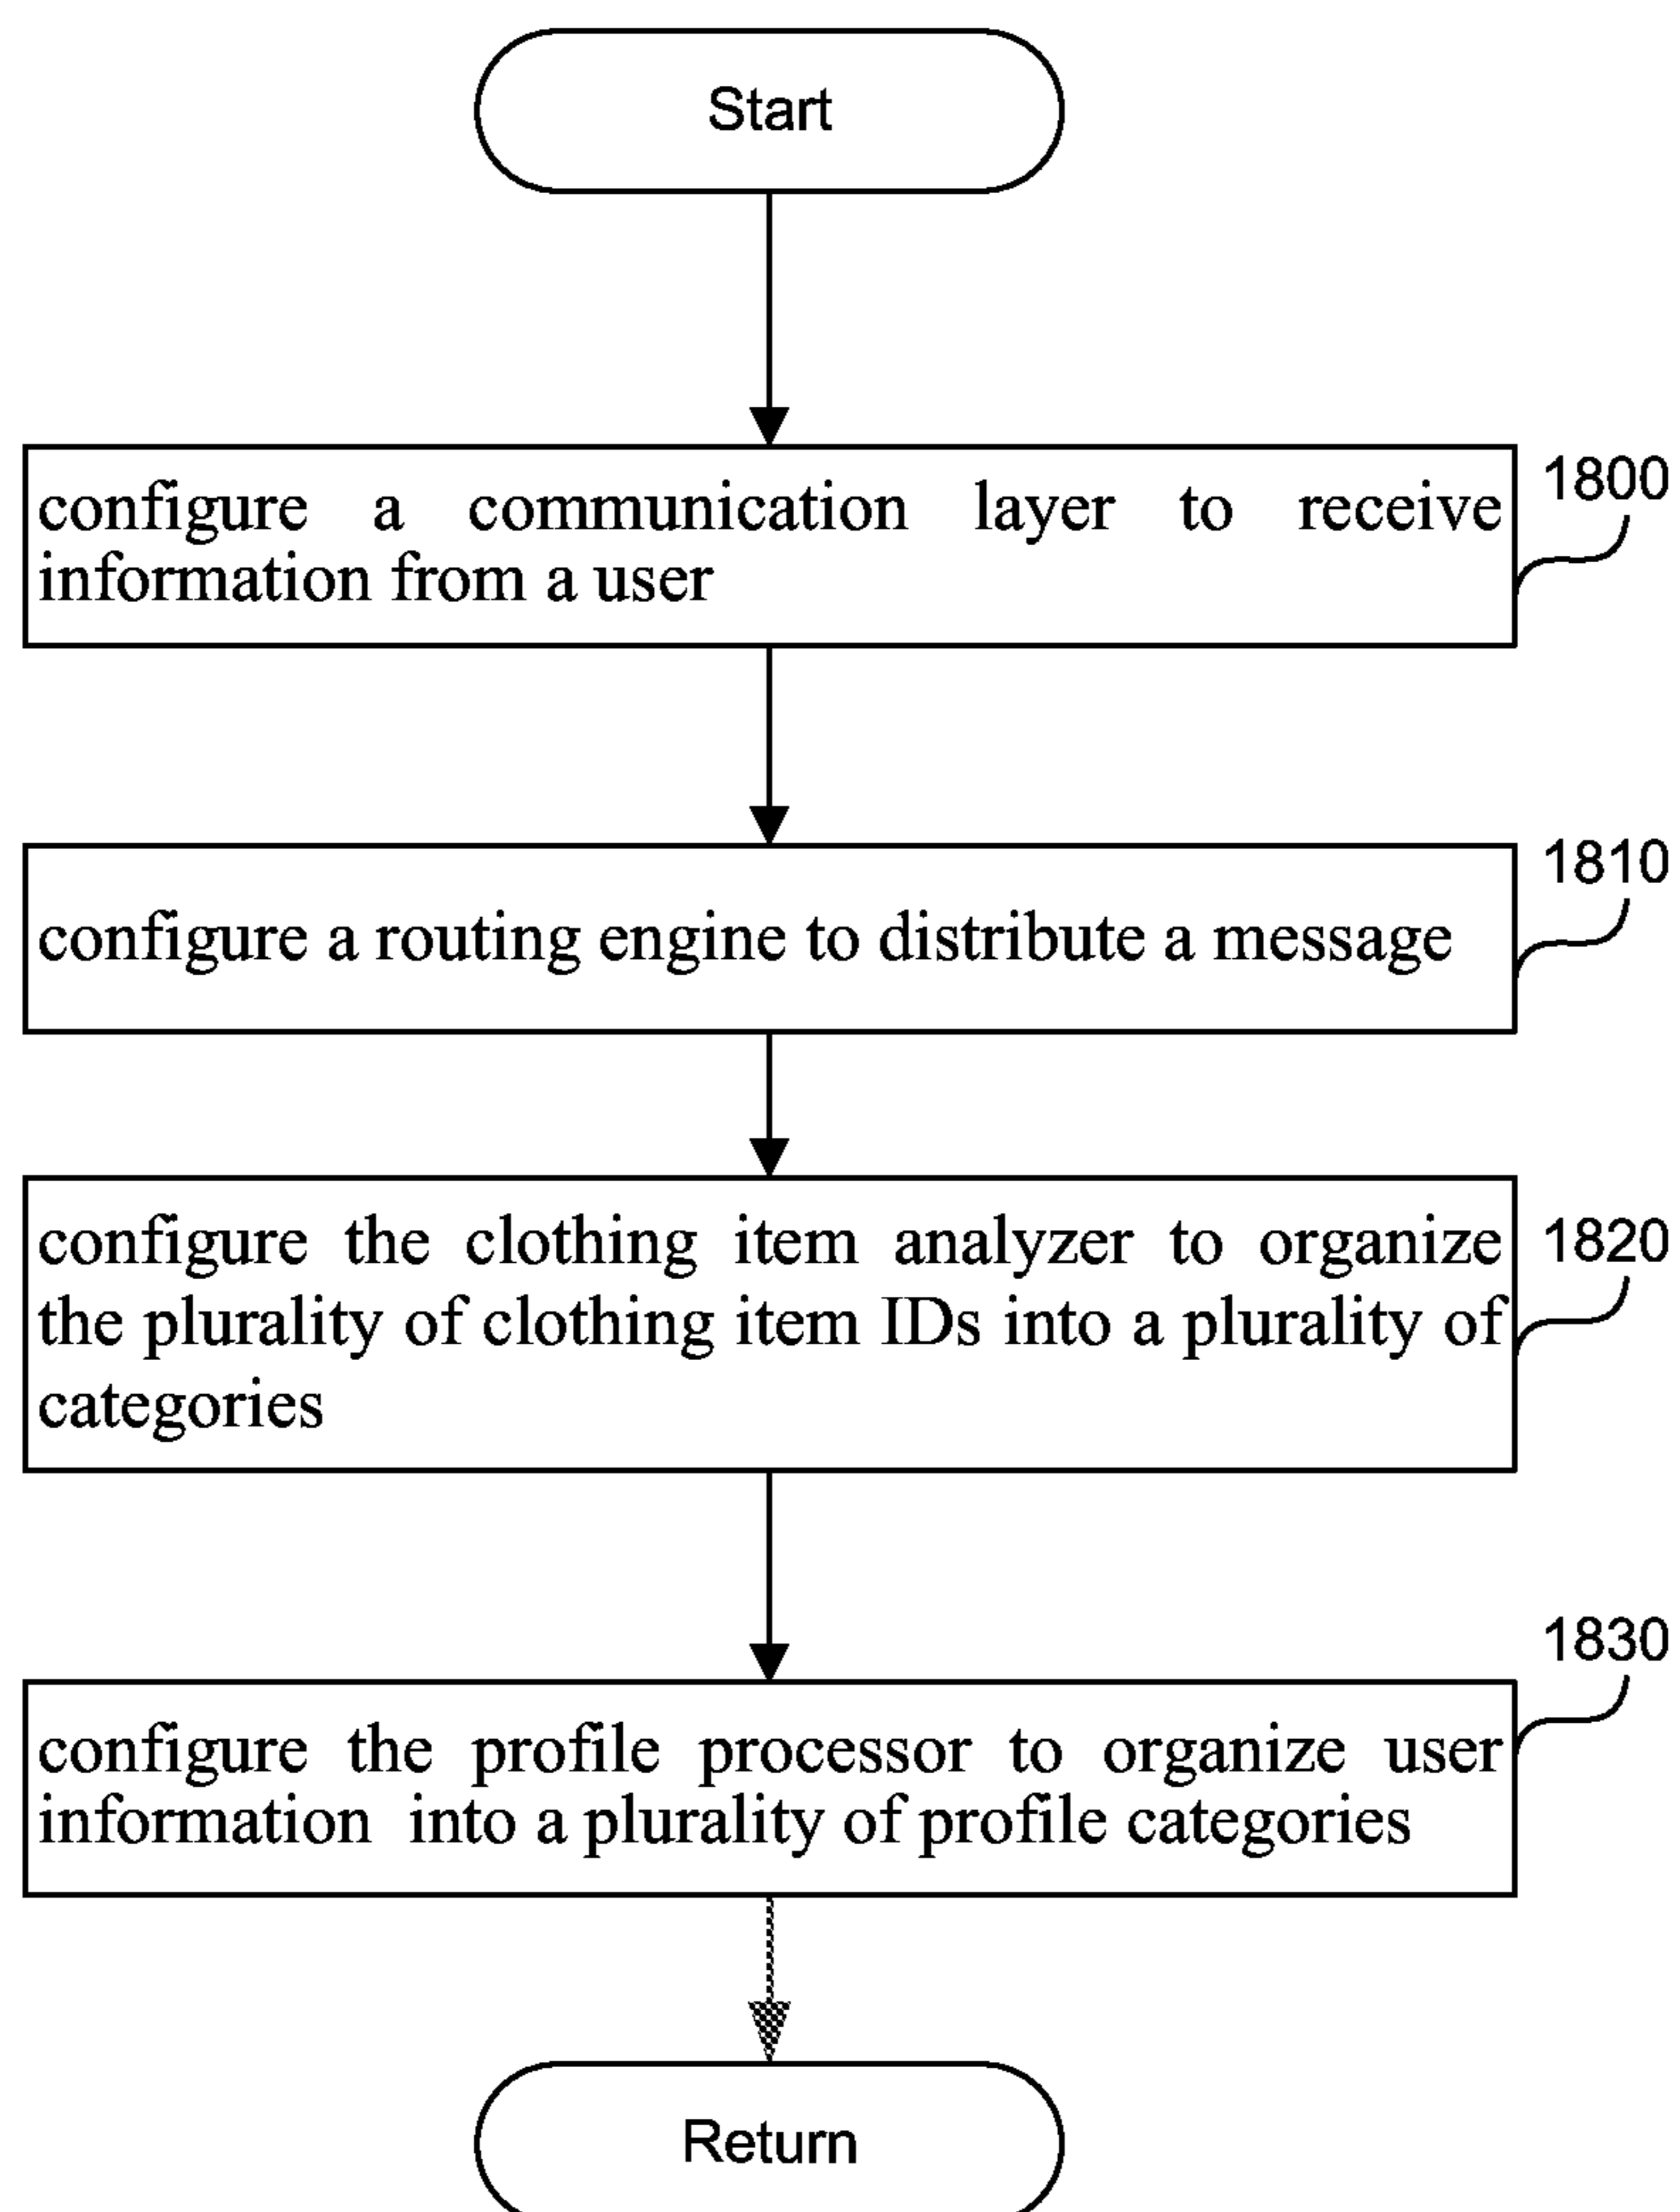 Start
configure a communication layer to receive
information from a user
1800
configure a routing engine to distribute a message
1810
configure the clothing item analyzer to organize
the plurality of clothing item IDs into a plurality of
categories
1820
configure the profile processor to organize user
information into a plurality of profile categories
1830
Return